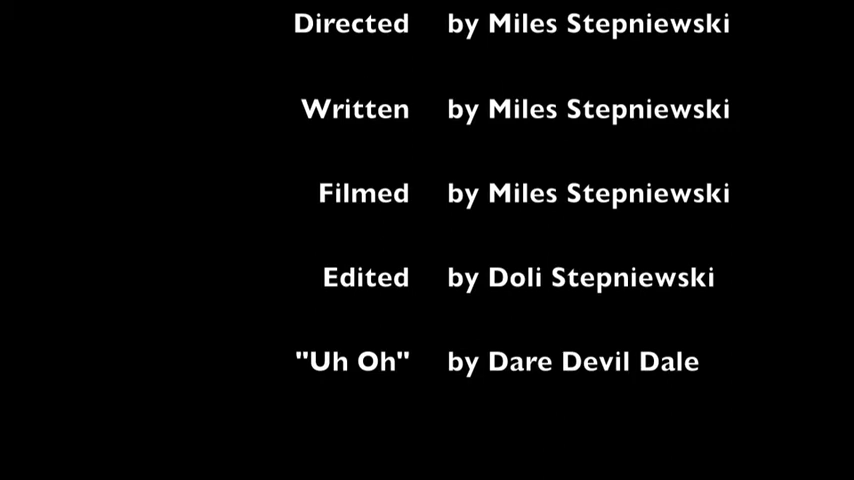 Directed by Miles Stepniewski
Written by Miles Stepniewski
Filmed by Miles Stepniewski
Edited by Doli Stepniewski
"Uh Oh" by Dare Devil Dale